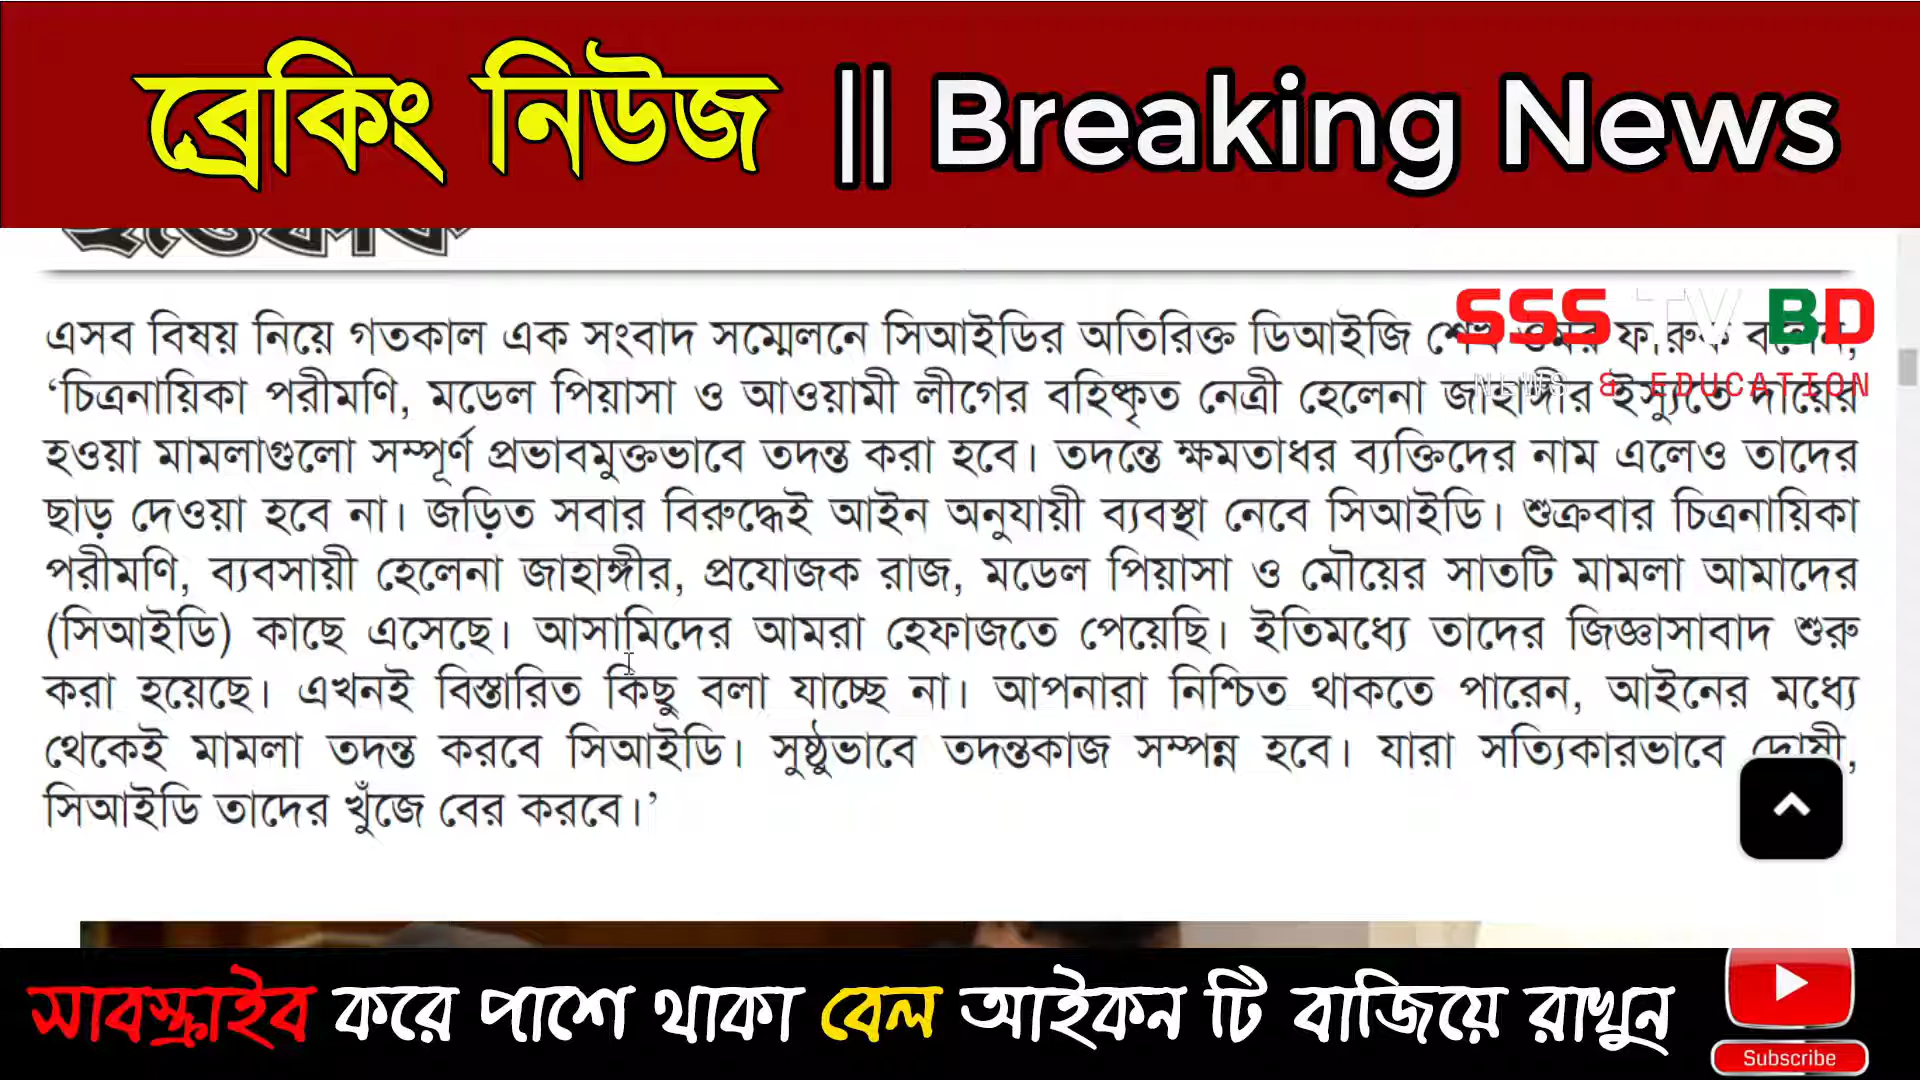 ব্রেকিং নিউজ || Breaking News
ইত্তেফাক
এসব বিষয় নিয়ে গতকাল এক সংবাদ সম্মেলনে সিআইডির অতিরিক্ত ডিআইজি শেখ ওমর ফারুক বলেন,
SSS TV BD
‘চিত্রনায়িকা পরীমণি, মডেল পিয়াসা ও আওয়ামী লীগের বহিষ্কৃত নেত্রী হেলেনা জাহাঙ্গীর ইস্যুতে দায়ের
NEWS & EDUCATION
হওয়া মামলাগুলো সম্পূর্ণ প্রভাবমুক্তভাবে তদন্ত করা হবে। তদন্তে ক্ষমতাধর ব্যক্তিদের নাম এলেও তাদের
ছাড় দেওয়া হবে না। জড়িত সবার বিরুদ্ধেই আইন অনুযায়ী ব্যবস্থা নেবে সিআইডি। শুক্রবার চিত্রনায়িকা
পরীমণি, ব্যবসায়ী হেলেনা জাহাঙ্গীর, প্রযোজক রাজ, মডেল পিয়াসা ও মৌয়ের সাতটি মামলা আমাদের
(সিআইডি) কাছে এসেছে। আসামিদের আমরা হেফাজতে পেয়েছি। ইতিমধ্যে তাদের জিজ্ঞাসাবাদ শুরু
করা হয়েছে। এখনই বিস্তারিত কিছু বলা যাচ্ছে না। আপনারা নিশ্চিত থাকতে পারেন, আইনের মধ্যে
থেকেই মামলা তদন্ত করবে সিআইডি। সুষ্ঠুভাবে তদন্তকাজ সম্পন্ন হবে। যারা সত্যিকারভাবে দোষী,
সিআইডি তাদের খুঁজে বের করবে।’
সাবস্ক্রাইব করে পাশে থাকা বেল আইকন টি বাজিয়ে রাখুন
Subscribe